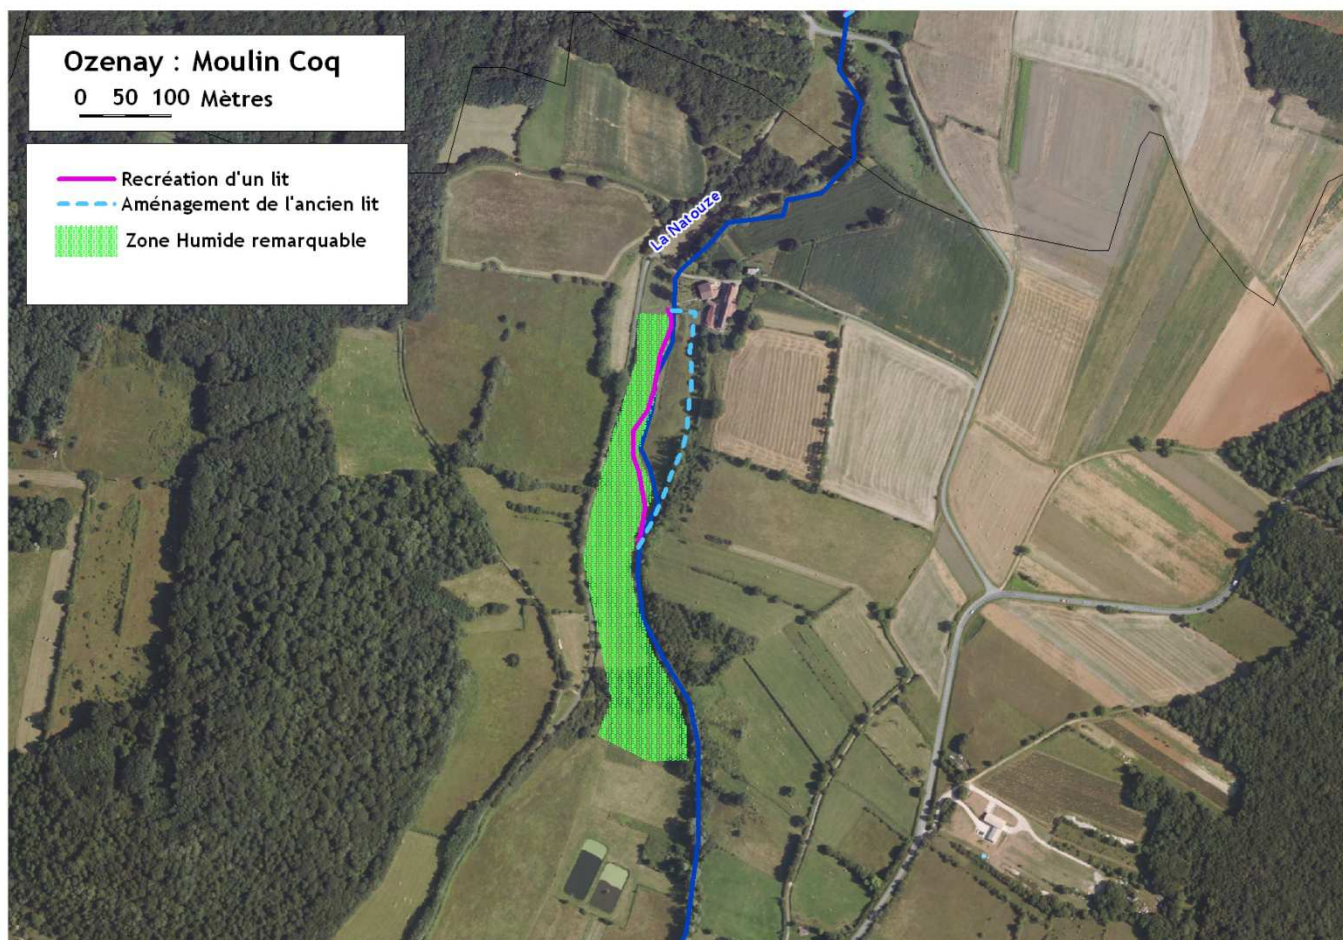 Ozenay : Moulin Coq
0 50 100 Mètres
Recréation d'un lit
Aménagement de l'ancien lit
Zone Humide remarquable
La Natouze